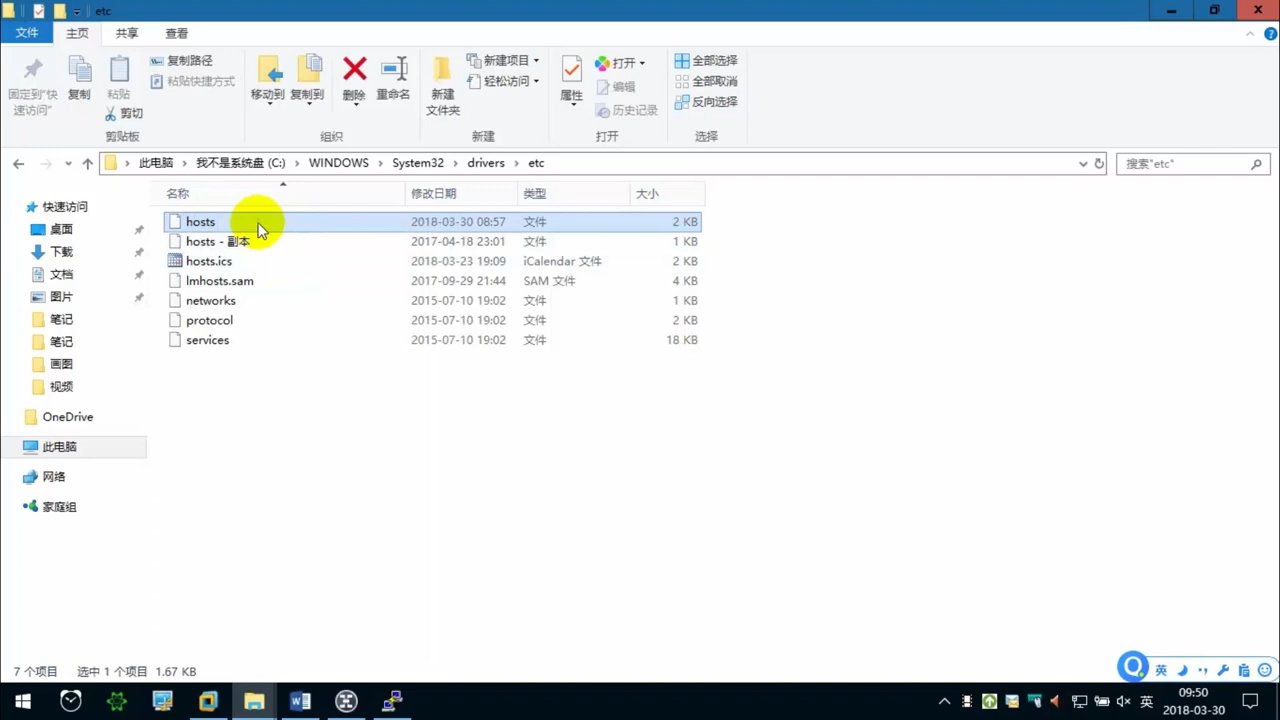 etc
文件 主页 共享 查看
固定到"快速访问"
复制
粘贴
复制路径
粘贴快捷方式
剪切
移动到
复制到
删除
重命名
新建文件夹
新建项目
轻松访问
属性
打开
编辑
历史记录
全部选择
全部取消
反向选择
剪贴板 组织 新建 打开 选择
此电脑 我不是系统盘 (C:) WINDOWS System32 drivers etc
搜索"etc"
快速访问
桌面
下载
文档
图片
笔记
笔记
画图
视频
OneDrive
此电脑
网络
家庭组
名称 修改日期 类型 大小
hosts 2018-03-30 08:57 文件 2 KB
hosts - 副本 2017-04-18 23:01 文件 1 KB
hosts.ics 2018-03-23 19:09 iCalendar 文件 2 KB
lmhosts.sam 2017-09-29 21:44 SAM 文件 4 KB
networks 2015-07-10 19:02 文件 1 KB
protocol 2015-07-10 19:02 文件 2 KB
services 2015-07-10 19:02 文件 18 KB
7 个项目 选中 1 个项目 1.67 KB
英
英
09:50
2018-03-30